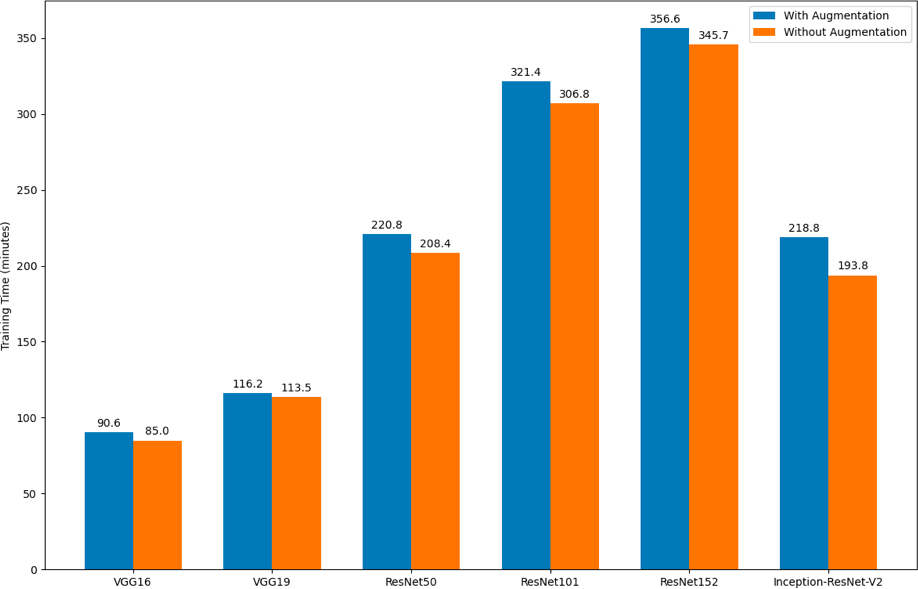 With Augmentation
Without Augmentation
Training Time (minutes)
350
300
250
200
150
100
50
0
90.6
85.0
116.2
113.5
220.8
208.4
321.4
306.8
356.6
345.7
218.8
193.8
VGG16
VGG19
ResNet50
ResNet101
ResNet152
Inception-ResNet-V2